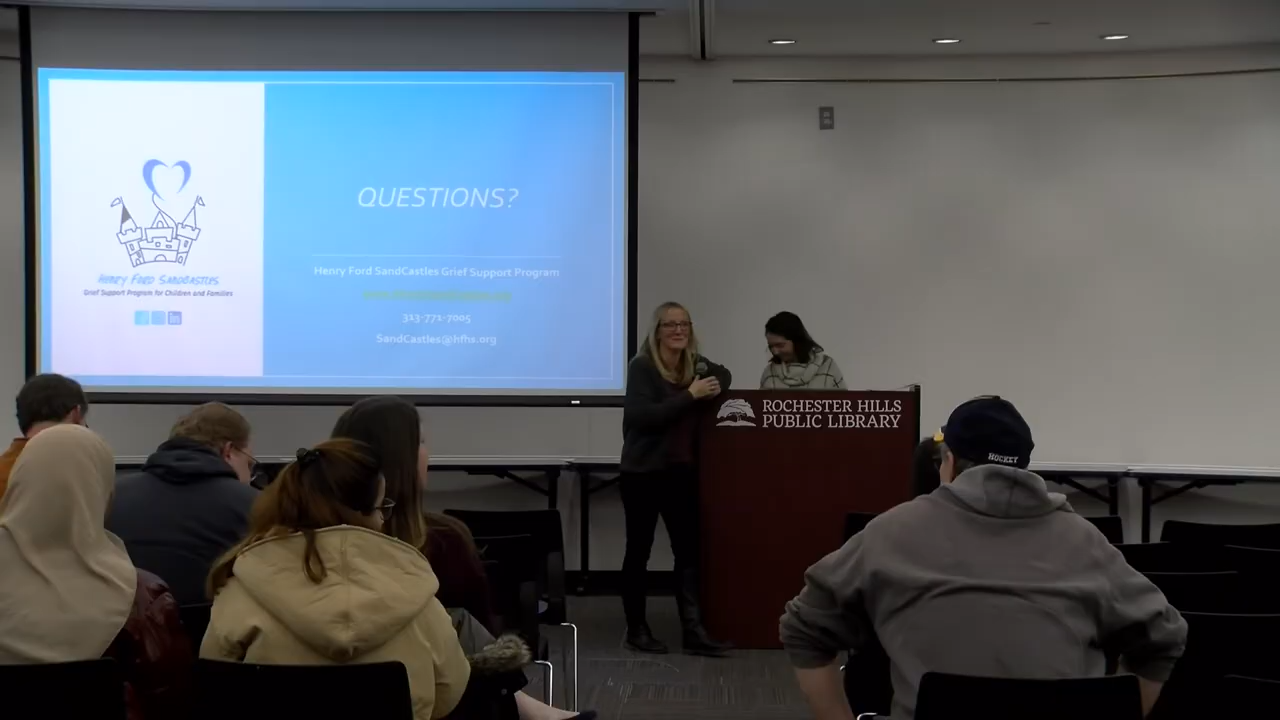 QUESTIONS?
HENRY FORD SANDCASTLES
Grief Support Program for Children and Families
in
Henry Ford SandCastles Grief Support Program
313-771-7005
SandCastles@hfhs.org
ROCHESTER HILLS
PUBLIC LIBRARY
HOCKEY